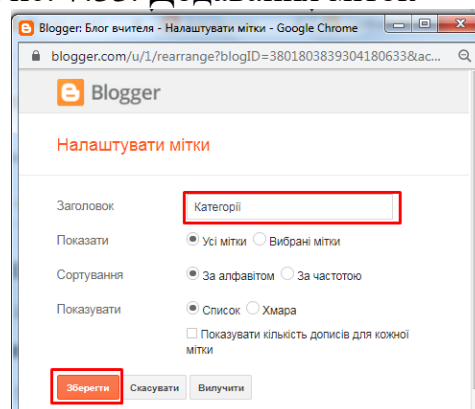 Blogger: Блог вчителя - Налаштувати мітки - Google Chrome
blogger.com/u/1/rearrange?blogID=3801803839304180633&ac...
Blogger
Налаштувати мітки
Заголовок Категорії
Показати Усі мітки Вибрані мітки
Сортування За алфавітом За частотою
Показувати Список Хмара
Показувати кількість дописів для кожної
мітки
Зберегти Скасувати Вилучити